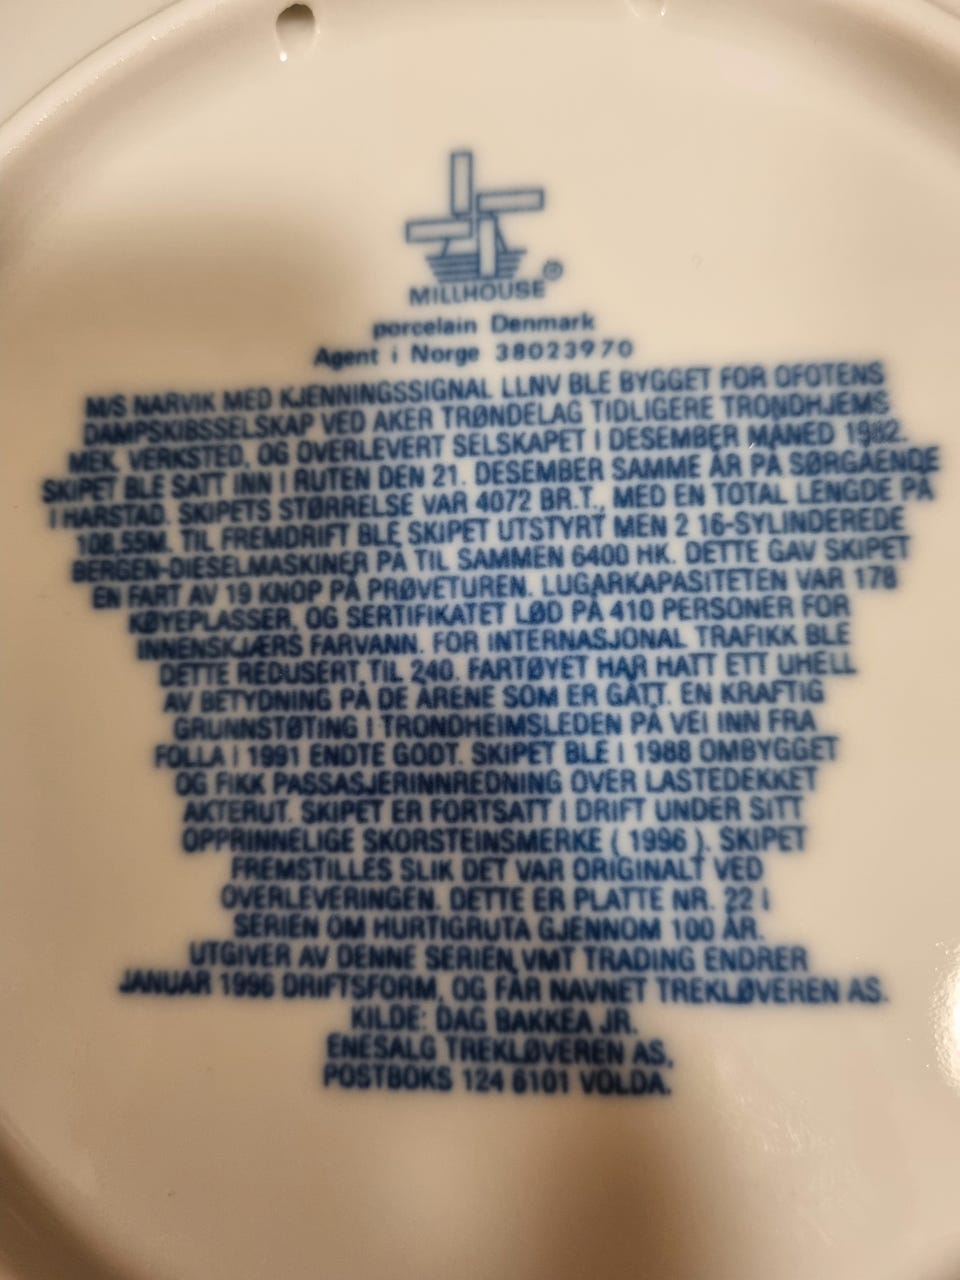 MILLHOUSE ®
porcelain Denmark
Agent i Norge 38023970
M/S NARVIK MED KJENNINGSSIGNAL LLNV BLE BYGGET FOR OFOTENS
DAMPSKIBSSELSKAP VED AKER TRØNDELAG TIDLIGERE TRONDHJEMS
MEK. VERKSTED, OG OVERLEVERT SELSKAPET I DESEMBER MÅNED 1982.
SKIPET BLE SATT INN I RUTEN DEN 21. DESEMBER SAMME ÅR PÅ SØRGÅENDE
I HARSTAD. SKIPETS STØRRELSE VAR 4072 BR.T., MED EN TOTAL LENGDE PÅ
108,55M. TIL FREMDRIFT BLE SKIPET UTSTYRT MEN 2 16-SYLINDEREDE
BERGEN-DIESELMASKINER PÅ TIL SAMMEN 6400 HK. DETTE GAV SKIPET
EN FART AV 19 KNOP PÅ PRØVETUREN. LUGARKAPASITETEN VAR 178
KØYEPLASSER, OG SERTIFIKATET LØD PÅ 410 PERSONER FOR
INNENSKJÆRS FARVANN. FOR INTERNASJONAL TRAFIKK BLE
DETTE REDUSERT TIL 240. FARTØYET HAR HATT ETT UHELL
AV BETYDNING PÅ DE ÅRENE SOM ER GÅTT. EN KRAFTIG
GRUNNSTØTING I TRONDHEIMSLEDEN PÅ VEI INN FRA
FOLLA I 1991 ENDTE GODT. SKIPET BLE I 1988 OMBYGGET
OG FIKK PASSASJERINNREDNING OVER LASTEDEKKET
AKTERUT. SKIPET ER FORTSATT I DRIFT UNDER SITT
OPPRINNELIGE SKORSTEINSMERKE ( 1996 ). SKIPET
FREMSTILLES SLIK DET VAR ORIGINALT VED
OVERLEVERINGEN. DETTE ER PLATTE NR. 22 I
SERIEN OM HURTIGRUTA GJENNOM 100 ÅR.
UTGIVER AV DENNE SERIEN, VMT TRADING ENDRER
JANUAR 1996 DRIFTSFORM, OG FÅR NAVNET TREKLØVEREN AS.
KILDE: DAG BAKKEA JR.
ENESALG TREKLØVEREN AS,
POSTBOKS 124 6101 VOLDA.